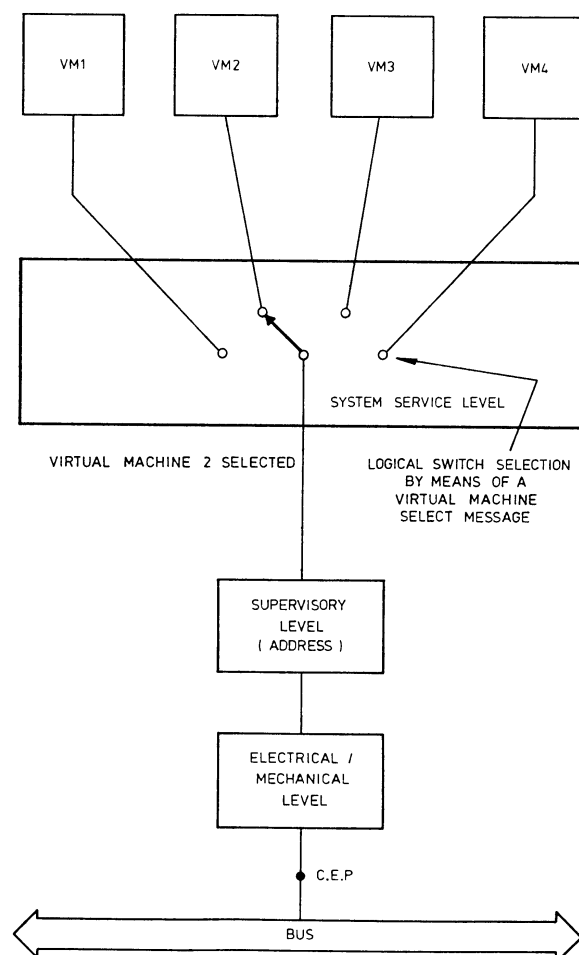 VM1
VM2
VM3
VM4
SYSTEM SERVICE LEVEL
VIRTUAL MACHINE 2 SELECTED
LOGICAL SWITCH SELECTION
BY MEANS OF A
VIRTUAL MACHINE
SELECT MESSAGE
SUPERVISORY
LEVEL
( ADDRESS )
ELECTRICAL /
MECHANICAL
LEVEL
C.E.P
BUS